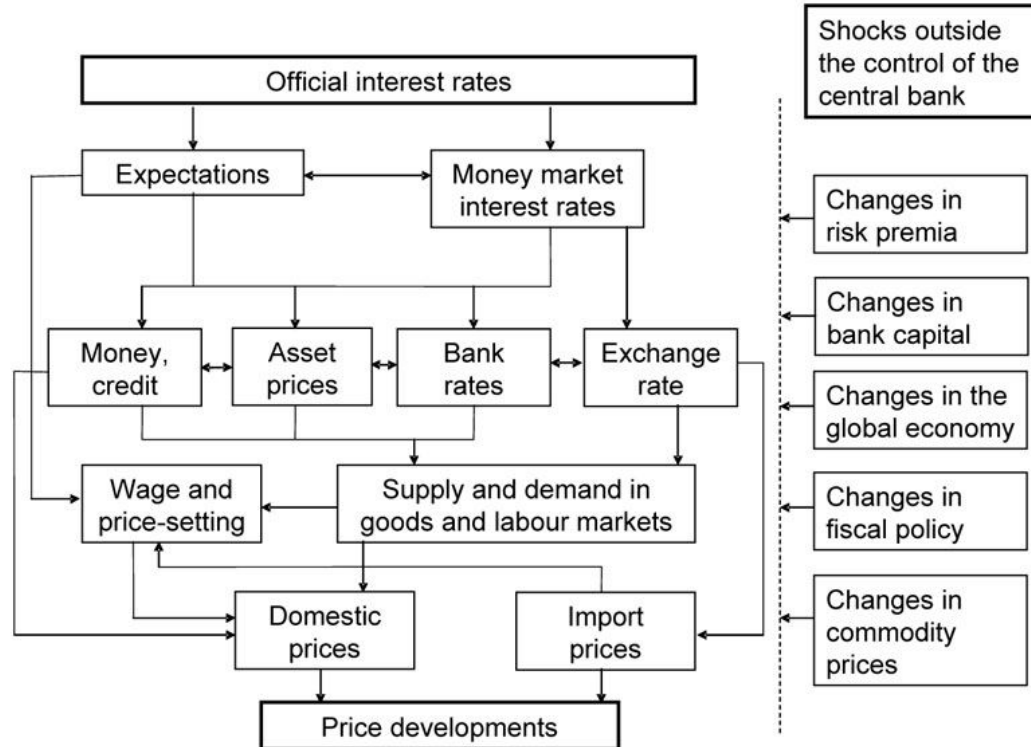 Official interest rates
Expectations
Money market
interest rates
Money,
credit
Asset
prices
Bank
rates
Exchange
rate
Wage and
price-setting
Supply and demand in
goods and labour markets
Domestic
prices
Import
prices
Price developments
Shocks outside
the control of the
central bank
Changes in
risk premia
Changes in
bank capital
Changes in the
global economy
Changes in
fiscal policy
Changes in
commodity
prices